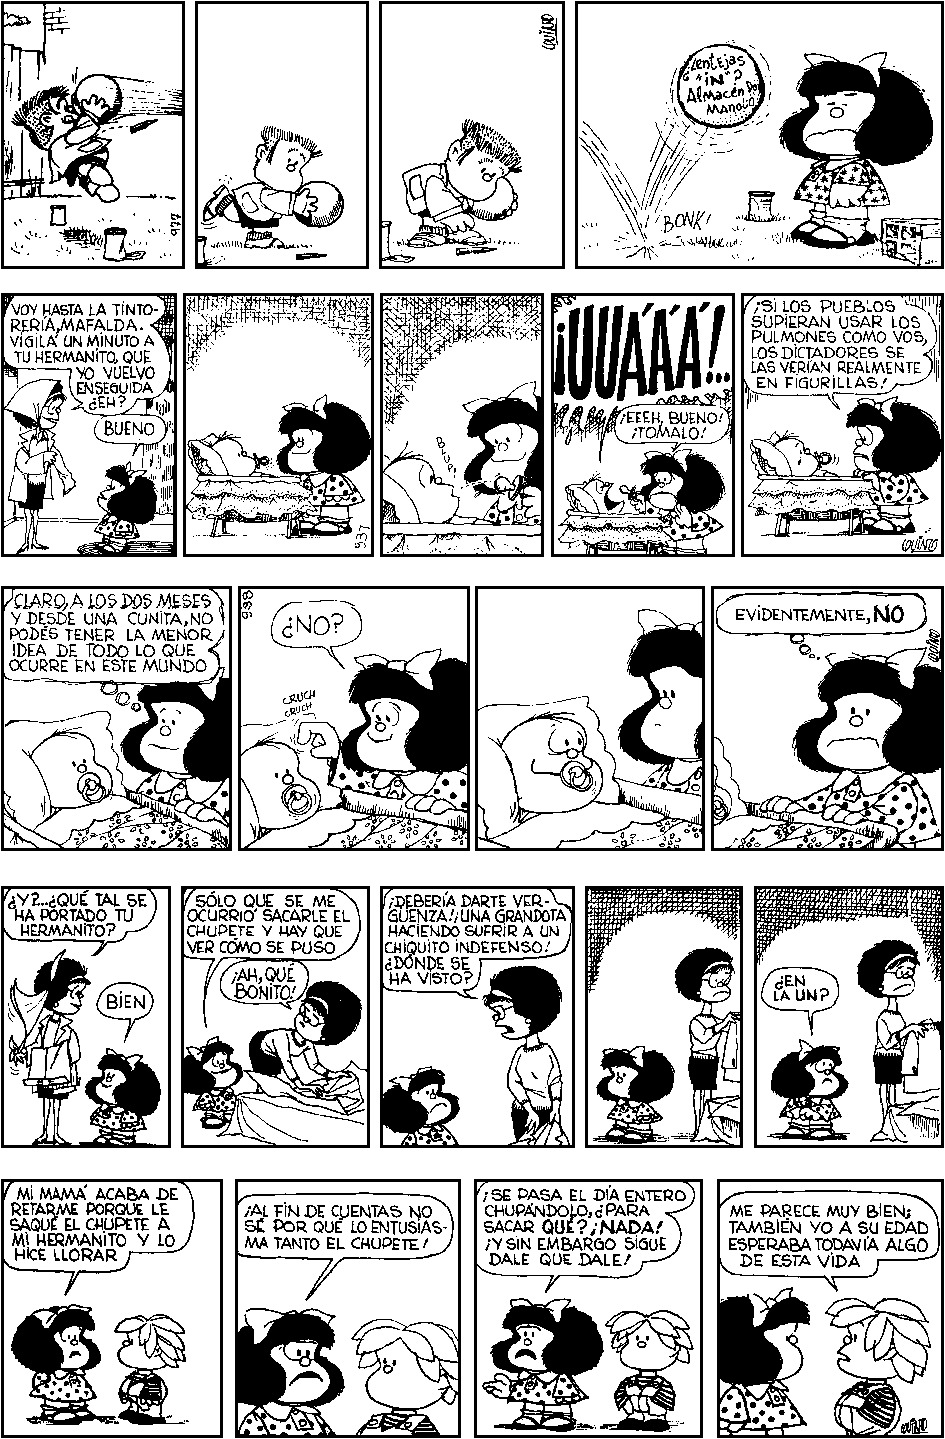 QUINO
¿Lentejas
"iN"?
Almacén Don
MANOLO
BONK!
937
VOY HASTA LA TINTO-
RERÍA, MAFALDA.
VIGILÁ UN MINUTO A
TU HERMANITO, QUE
YO VUELVO
ENSEGUIDA
¿EH?
BUENO
BLUP!
¡UUÁÁÁ!..
¡EEEH, BUENO!
¡TOMALO!
¡SI LOS PUEBLOS
SUPIERAN USAR LOS
PULMONES COMO VOS,
LOS DICTADORES SE
LAS VERÍAN REALMENTE
EN FIGURILLAS!
937
QUINO
CLARO, A LOS DOS MESES
Y DESDE UNA CUNITA, NO
PODÉS TENER LA MENOR
IDEA DE TODO LO QUE
OCURRE EN ESTE MUNDO
938
¿NO?
CRUCH
CRUCH
EVIDENTEMENTE, NO
QUINO
¿Y?...¿QUÉ TAL SE
HA PORTADO TU
HERMANITO?
BIEN
SÓLO QUE SE ME
OCURRIÓ SACARLE EL
CHUPETE Y HAY QUE
VER CÓMO SE PUSO
¡AH, QUÉ
BONITO!
¡DEBERÍA DARTE VER-
GÜENZA!¡UNA GRANDOTA
HACIENDO SUFRIR A UN
CHIQUITO INDEFENSO!
¿DÓNDE SE
HA VISTO?
¿EN
LA UN?
MI MAMÁ ACABA DE
RETARME PORQUE LE
SAQUÉ EL CHUPETE A
MI HERMANITO Y LO
HICE LLORAR
¡AL FIN DE CUENTAS NO
SÉ POR QUÉ LO ENTUSIAS-
MA TANTO EL CHUPETE!
¡SE PASA EL DÍA ENTERO
CHUPÁNDOLO, ¿PARA
SACAR QUÉ? ¡NADA!
¡Y SIN EMBARGO SIGUE
DALE QUE DALE!
ME PARECE MUY BIEN;
TAMBIÉN YO A SU EDAD
ESPERABA TODAVÍA ALGO
DE ESTA VIDA
QUINO